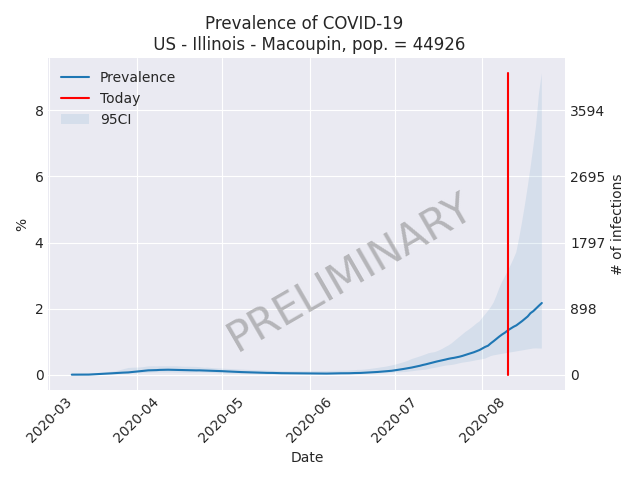 Prevalence of COVID-19
US - Illinois - Macoupin, pop. = 44926
Prevalence
Today
95CI
8
6
4
2
0
%
3594
2695
1797
898
0
# of infections
PRELIMINARY
2020-03
2020-04
2020-05
2020-06
2020-07
2020-08
Date